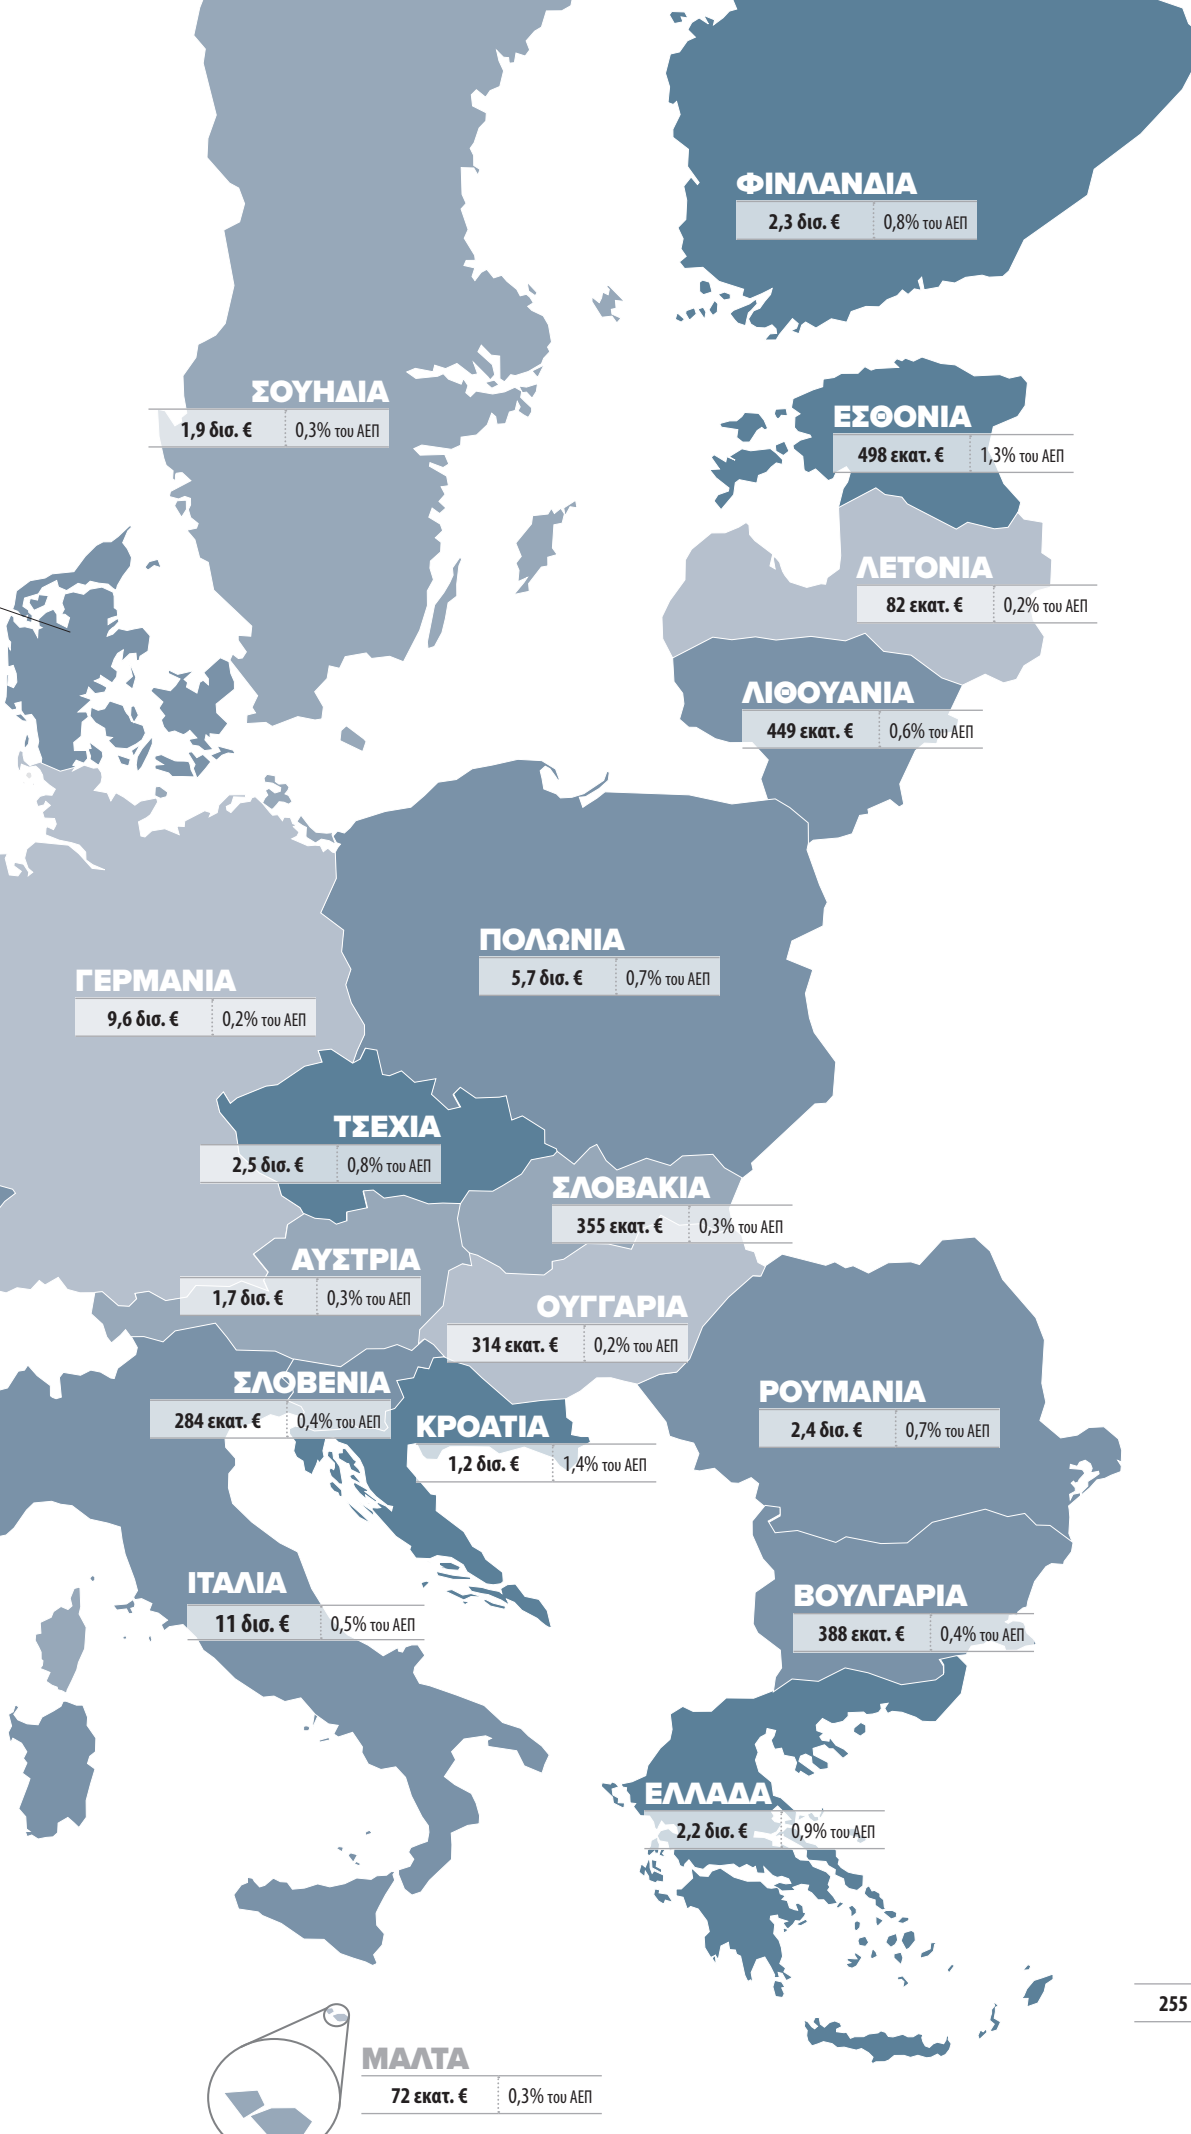 ΦΙΝΛΑΝΔΙΑ
2,3 δισ. € 0,8% του ΑΕΠ
ΣΟΥΗΔΙΑ
1,9 δισ. € 0,3% του ΑΕΠ
ΕΣΘΟΝΙΑ
498 εκατ. € 1,3% του ΑΕΠ
ΛΕΤΟΝΙΑ
82 εκατ. € 0,2% του ΑΕΠ
ΛΙΘΟΥΑΝΙΑ
449 εκατ. € 0,6% του ΑΕΠ
ΠΟΛΩΝΙΑ
5,7 δισ. € 0,7% του ΑΕΠ
ΓΕΡΜΑΝΙΑ
9,6 δισ. € 0,2% του ΑΕΠ
ΤΣΕΧΙΑ
2,5 δισ. € 0,8% του ΑΕΠ
ΣΛΟΒΑΚΙΑ
355 εκατ. € 0,3% του ΑΕΠ
ΑΥΣΤΡΙΑ
1,7 δισ. € 0,3% του ΑΕΠ
ΟΥΓΓΑΡΙΑ
314 εκατ. € 0,2% του ΑΕΠ
ΣΛΟΒΕΝΙΑ
284 εκατ. € 0,4% του ΑΕΠ
ΡΟΥΜΑΝΙΑ
2,4 δισ. € 0,7% του ΑΕΠ
ΚΡΟΑΤΙΑ
1,2 δισ. € 1,4% του ΑΕΠ
ΙΤΑΛΙΑ
11 δισ. € 0,5% του ΑΕΠ
ΒΟΥΛΓΑΡΙΑ
388 εκατ. € 0,4% του ΑΕΠ
ΕΛΛΑΔΑ
2,2 δισ. € 0,9% του ΑΕΠ
255
ΜΑΛΤΑ
72 εκατ. € 0,3% του ΑΕΠ